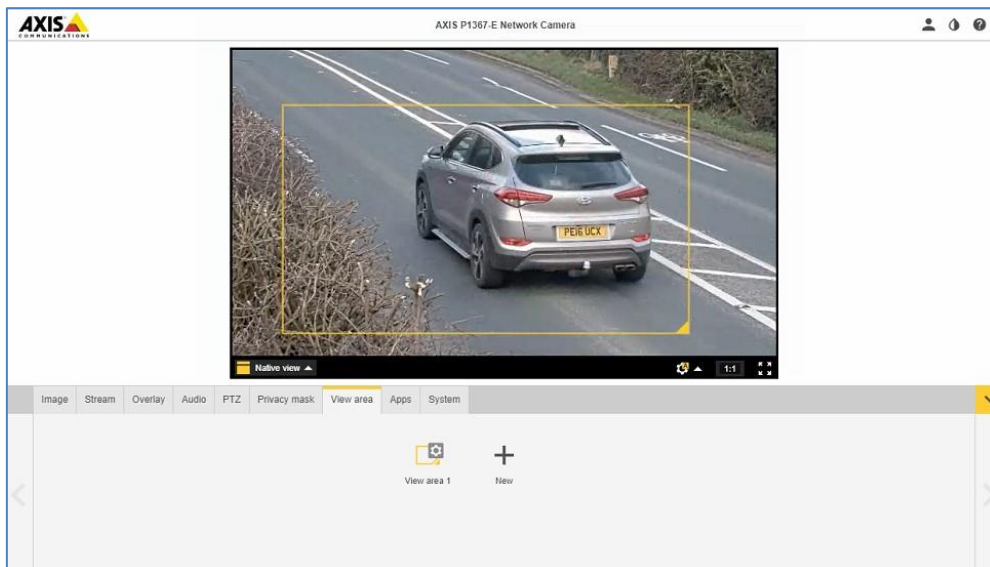 AXIS
COMMUNICATIONS
AXIS P1367-E Network Camera
PE16 UCX
Native view
1:1
Image Stream Overlay Audio PTZ Privacy mask View area Apps System
View area 1 New